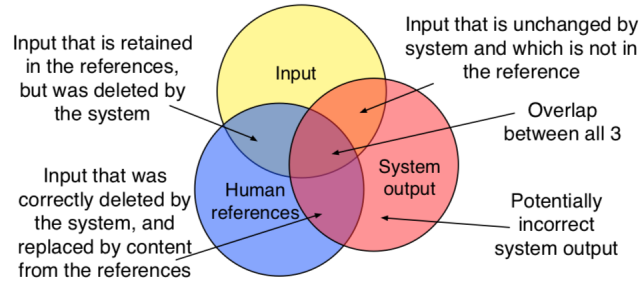 Input that is retained
in the references,
but was deleted by
the system
Input
Input that is unchanged by
system and which is not in
the reference
Overlap
between all 3
Input that was
correctly deleted by
the system, and
replaced by content
from the references
Human
references
System
output
Potentially
incorrect
system output